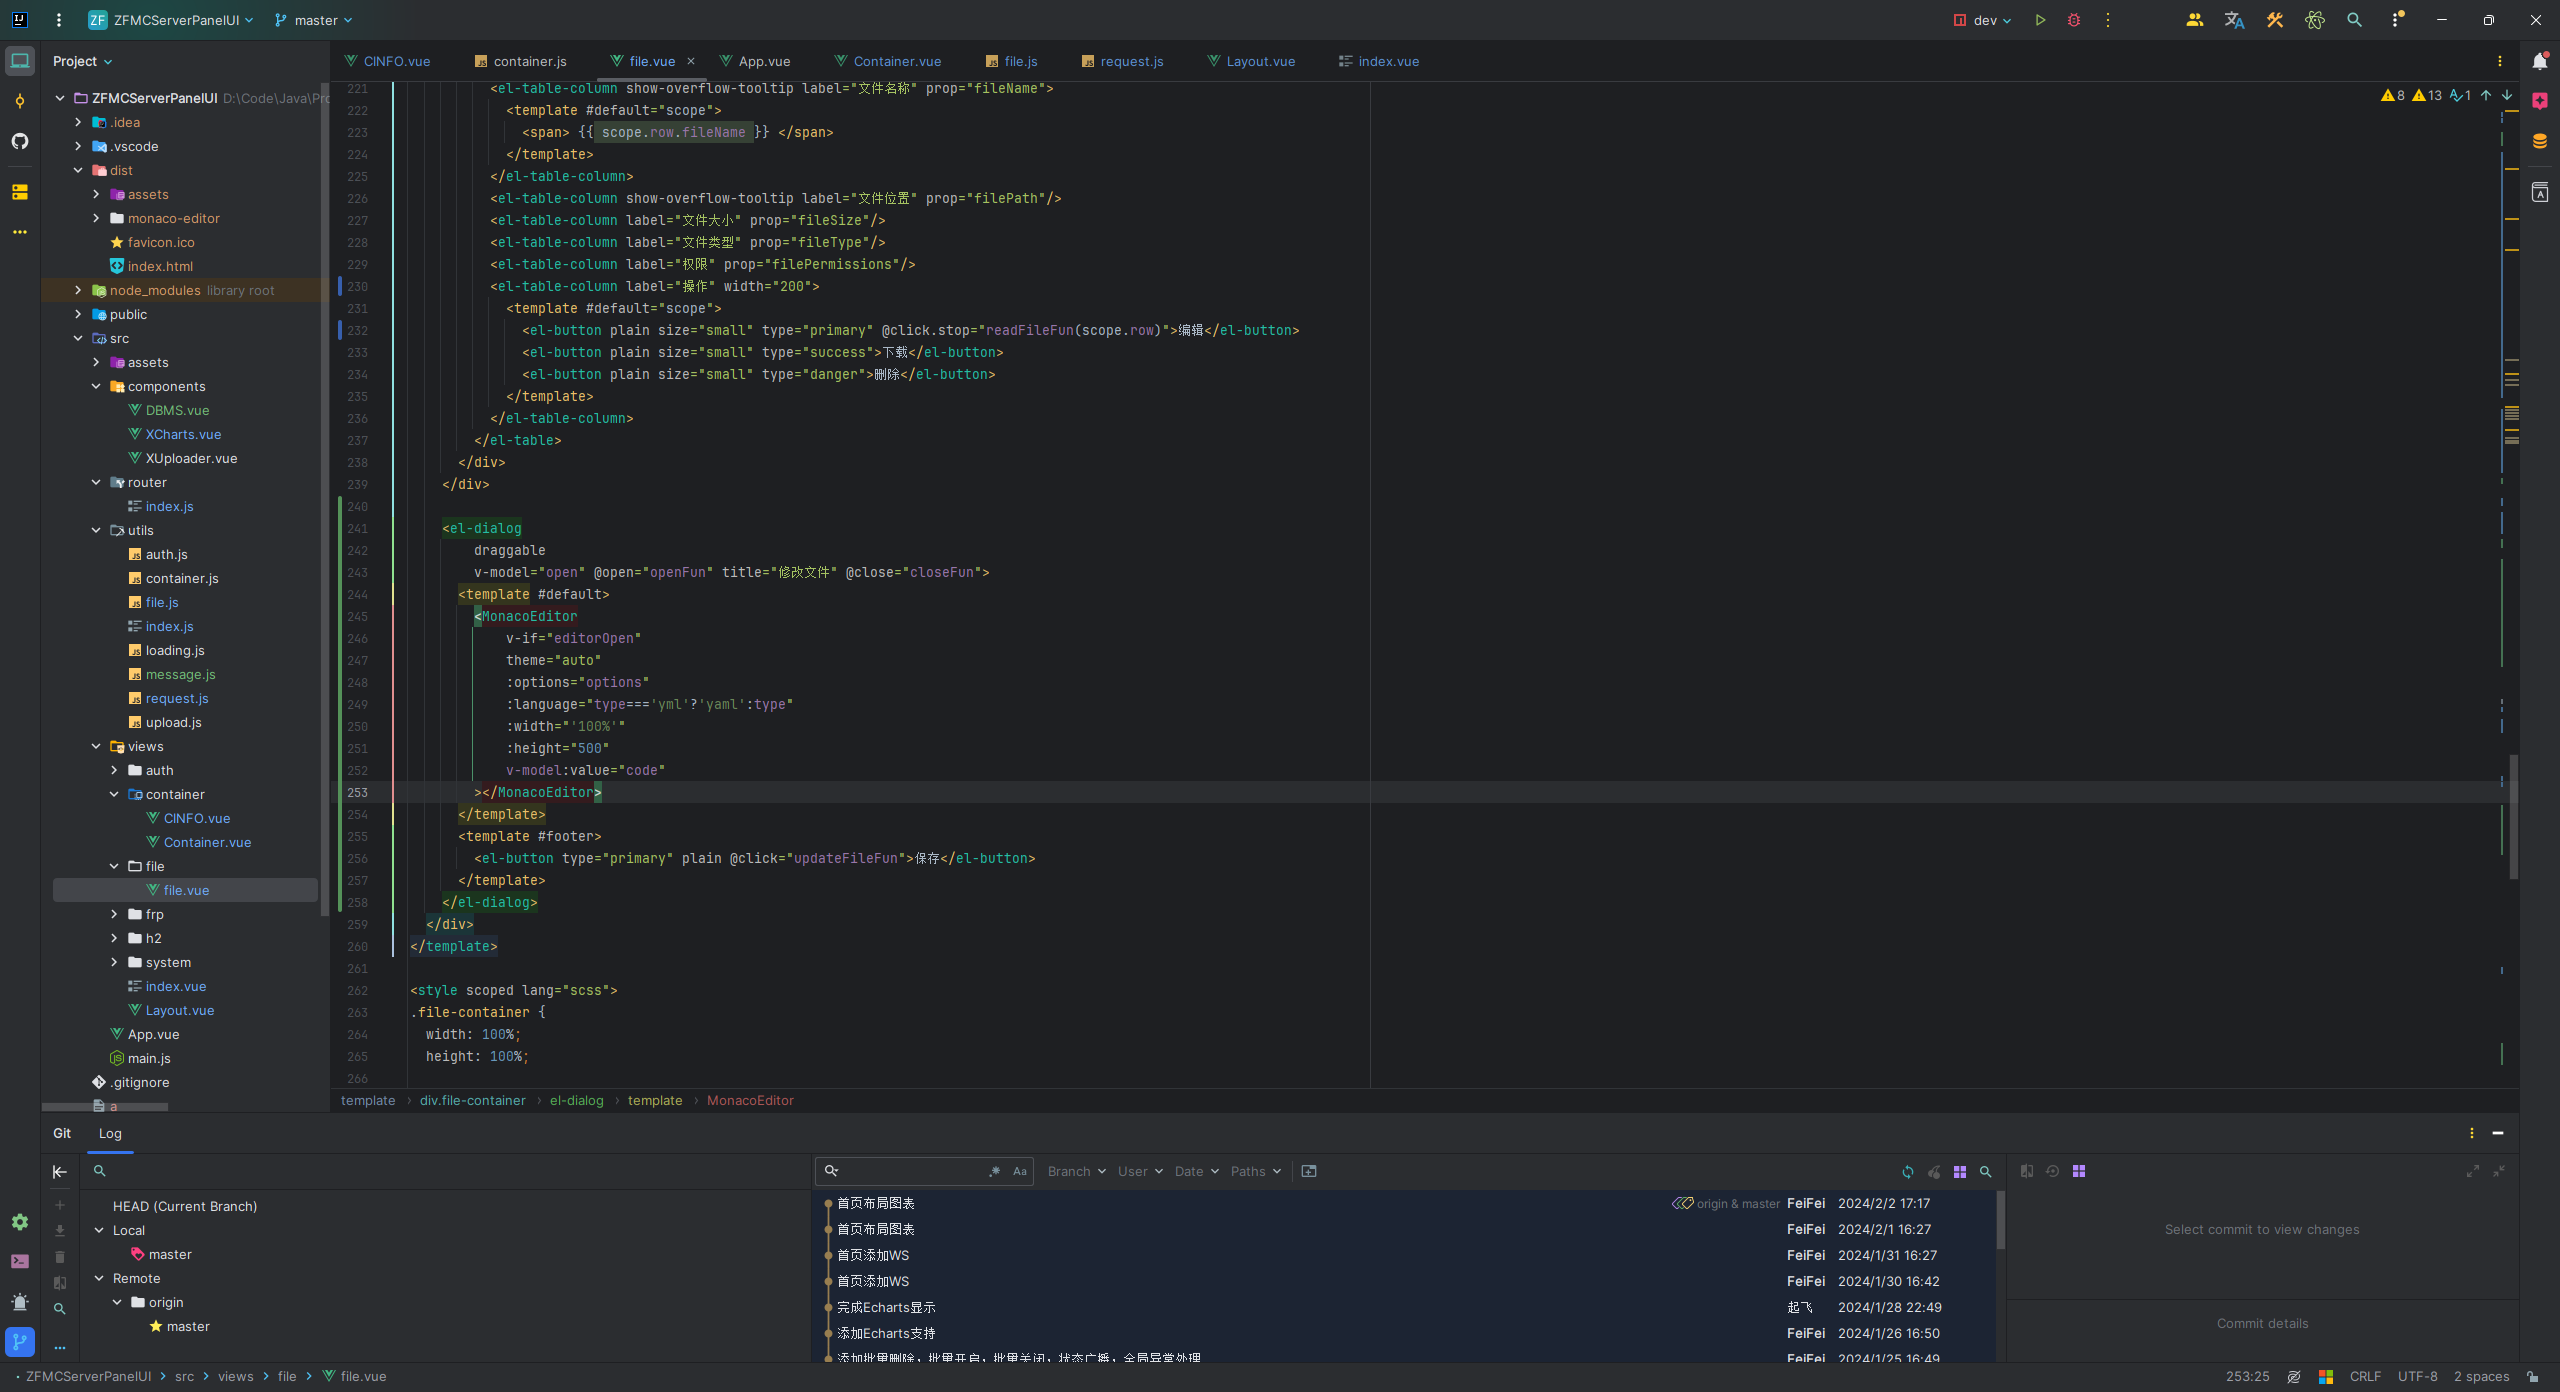 ZF ZFMCServerPanelUI master dev
Project
CINFO.vue container.js file.vue App.vue Container.vue file.js request.js Layout.vue index.vue
ZFMCServerPanelUI D:\Code\Java\Pro
.idea
.vscode
dist
assets
monaco-editor
favicon.ico
index.html
node_modules library root
public
src
assets
components
DBMS.vue
XCharts.vue
XUploader.vue
router
index.js
utils
auth.js
container.js
file.js
index.js
loading.js
message.js
request.js
upload.js
views
auth
container
CINFO.vue
Container.vue
file
file.vue
frp
h2
system
index.vue
Layout.vue
App.vue
main.js
.gitignore
a
8 13 1
221 <el-table-column show-overflow-tooltip label="文件名称" prop="fileName">
222 <template #default="scope">
223 <span> {{ scope.row.fileName }} </span>
224 </template>
225 </el-table-column>
226 <el-table-column show-overflow-tooltip label="文件位置" prop="filePath"/>
227 <el-table-column label="文件大小" prop="fileSize"/>
228 <el-table-column label="文件类型" prop="fileType"/>
229 <el-table-column label="权限" prop="filePermissions"/>
230 <el-table-column label="操作" width="200">
231 <template #default="scope">
232 <el-button plain size="small" type="primary" @click.stop="readFileFun(scope.row)">编辑</el-button>
233 <el-button plain size="small" type="success">下载</el-button>
234 <el-button plain size="small" type="danger">删除</el-button>
235 </template>
236 </el-table-column>
237 </el-table>
238 </div>
239 </div>
240
241 <el-dialog
242 draggable
243 v-model="open" @open="openFun" title="修改文件" @close="closeFun">
244 <template #default>
245 <MonacoEditor
246 v-if="editorOpen"
247 theme="auto"
248 :options="options"
249 :language="type==='yml'?'yaml':type"
250 :width="'100%'"
251 :height="500"
252 v-model:value="code"
253 ></MonacoEditor>
254 </template>
255 <template #footer>
256 <el-button type="primary" plain @click="updateFileFun">保存</el-button>
257 </template>
258 </el-dialog>
259 </div>
260 </template>
261
262 <style scoped lang="scss">
263 .file-container {
264 width: 100%;
265 height: 100%;
266
template › div.file-container › el-dialog › template › MonacoEditor
Git Log
HEAD (Current Branch)
Local
master
Remote
origin
master
.* Aa Branch User Date Paths
首页布局图表 origin & master FeiFei 2024/2/2 17:17
首页布局图表 FeiFei 2024/2/1 16:27
首页添加WS FeiFei 2024/1/31 16:27
首页添加WS FeiFei 2024/1/30 16:42
完成Echarts显示 起飞 2024/1/28 22:49
添加Echarts支持 FeiFei 2024/1/26 16:50
添加批量删除，批量开启，批量关闭，状态广播，全局异常处理 FeiFei 2024/1/25 16:49
Select commit to view changes
Commit details
ZFMCServerPanelUI › src › views › file › file.vue 253:25 CRLF UTF-8 2 spaces